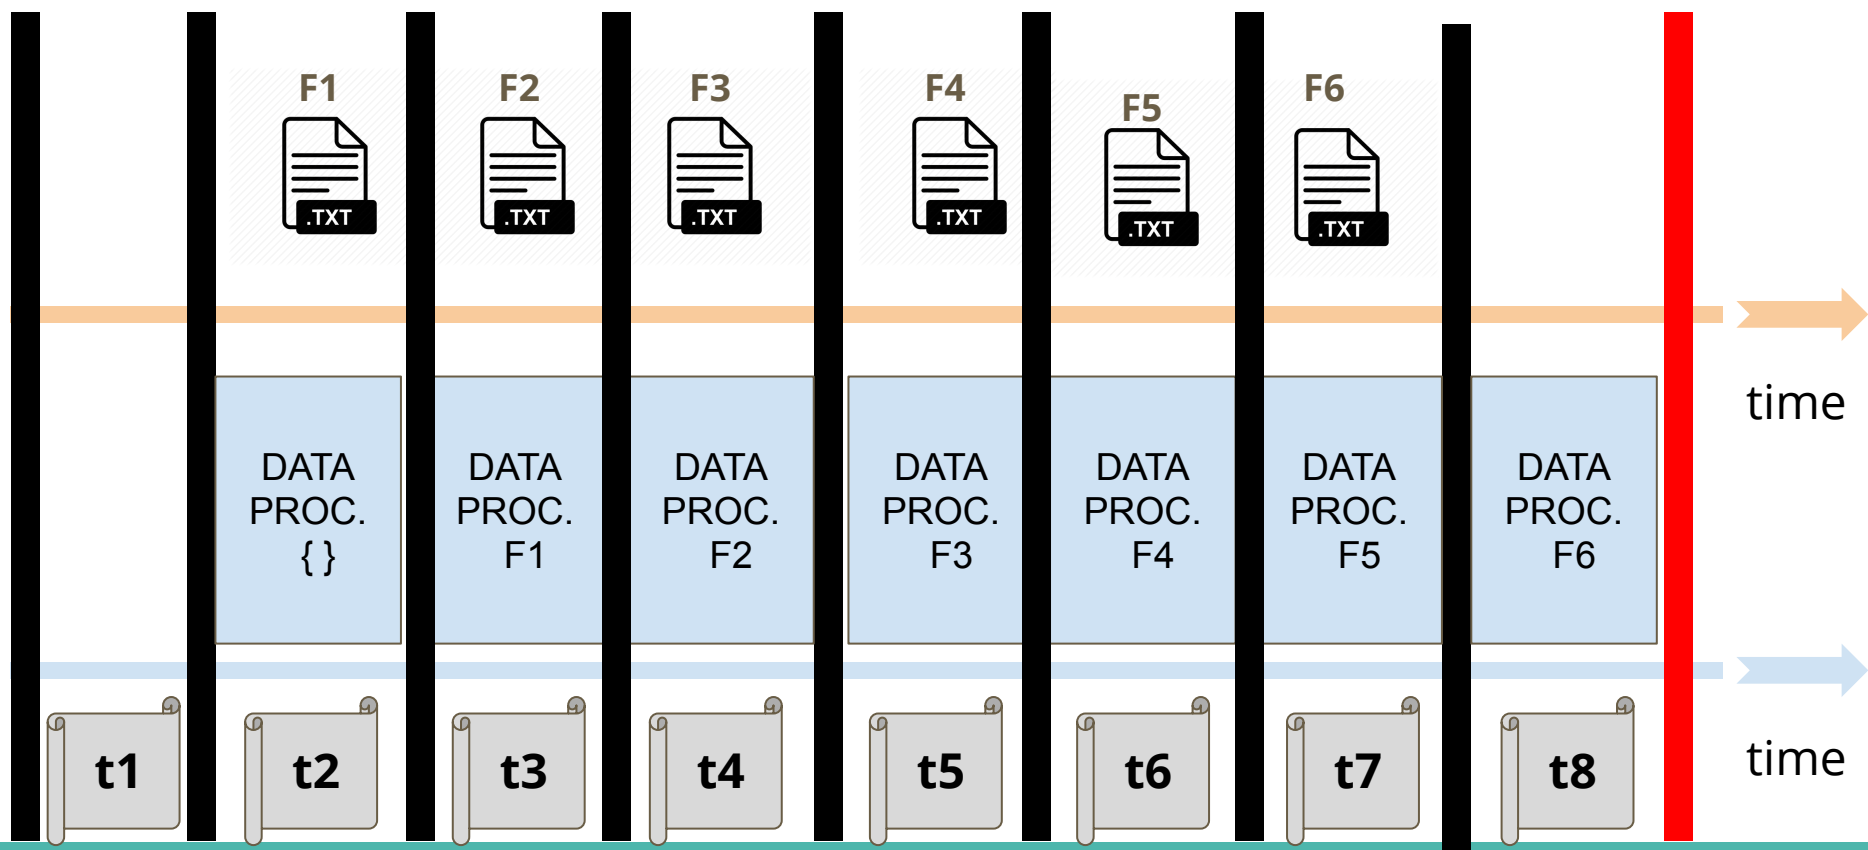 F1
F2
F3
F4
F5
F6
.TXT
.TXT
.TXT
.TXT
.TXT
.TXT
time
DATA
PROC.
{ }
DATA
PROC.
F1
DATA
PROC.
F2
DATA
PROC.
F3
DATA
PROC.
F4
DATA
PROC.
F5
DATA
PROC.
F6
time
t1
t2
t3
t4
t5
t6
t7
t8